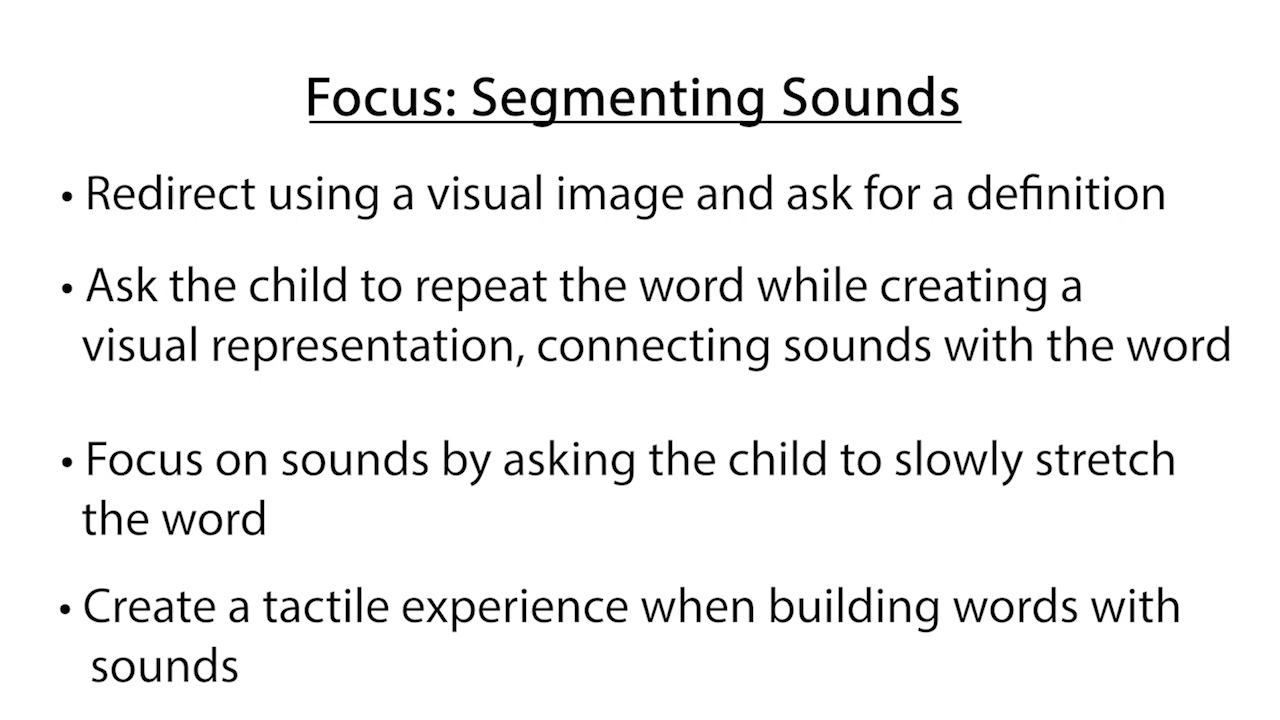 Focus: Segmenting Sounds
• Redirect using a visual image and ask for a definition
• Ask the child to repeat the word while creating a
visual representation, connecting sounds with the word
• Focus on sounds by asking the child to slowly stretch
the word
• Create a tactile experience when building words with
sounds